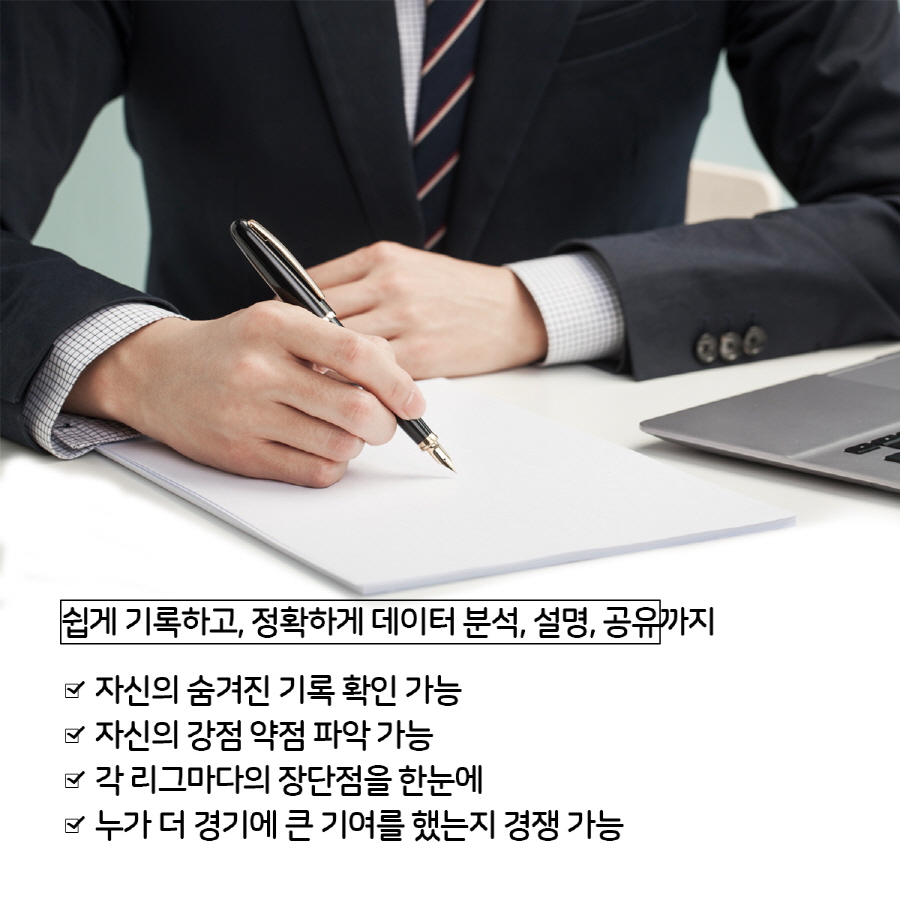 쉽게 기록하고, 정확하게 데이터 분석, 설명, 공유까지
자신의 숨겨진 기록 확인 가능
자신의 강점 약점 파악 가능
각 리그마다의 장단점을 한눈에
누가 더 경기에 큰 기여를 했는지 경쟁 가능